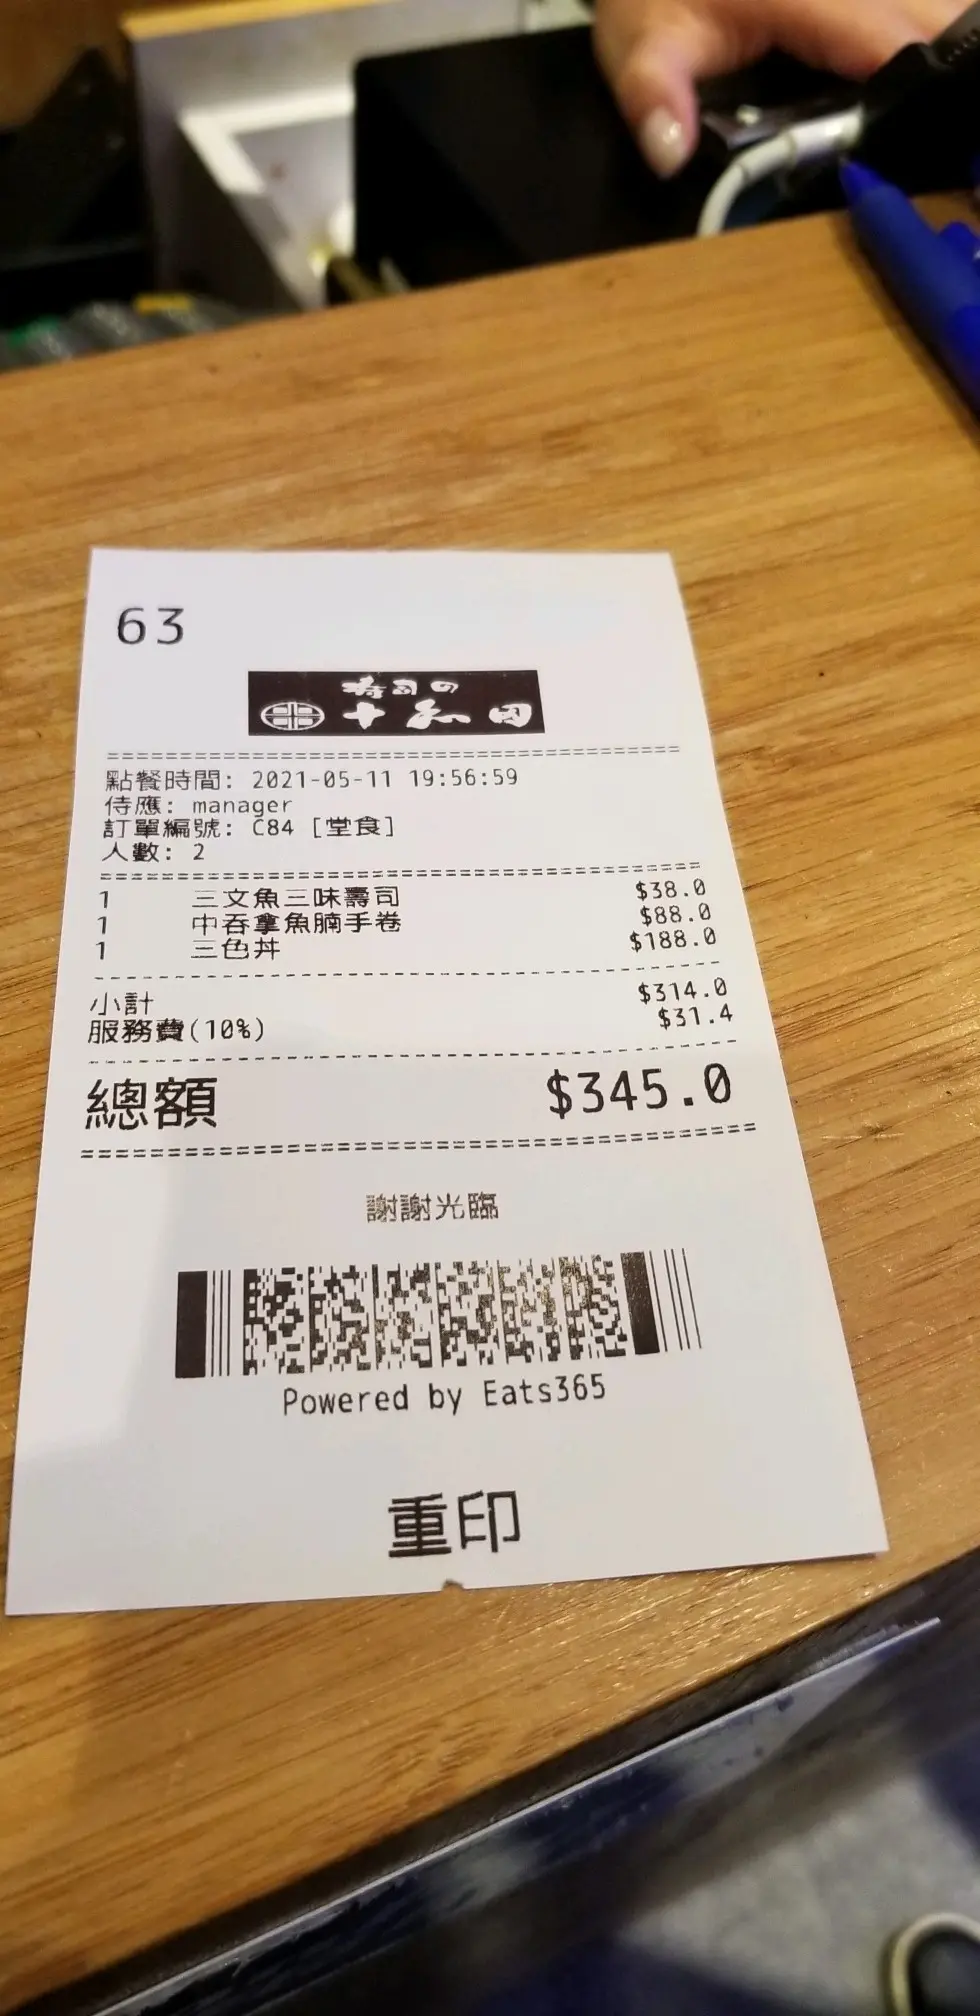 63
寿司の
十和田
點餐時間: 2021-05-11 19:56:59
侍應: manager
訂單編號: C84 [堂食]
人數: 2
1 三文魚三味壽司 $38.0
1 中吞拿魚腩手卷 $88.0
1 三色丼 $188.0
小計 $314.0
服務費(10%) $31.4
總額 $345.0
謝謝光臨
Powered by Eats365
重印